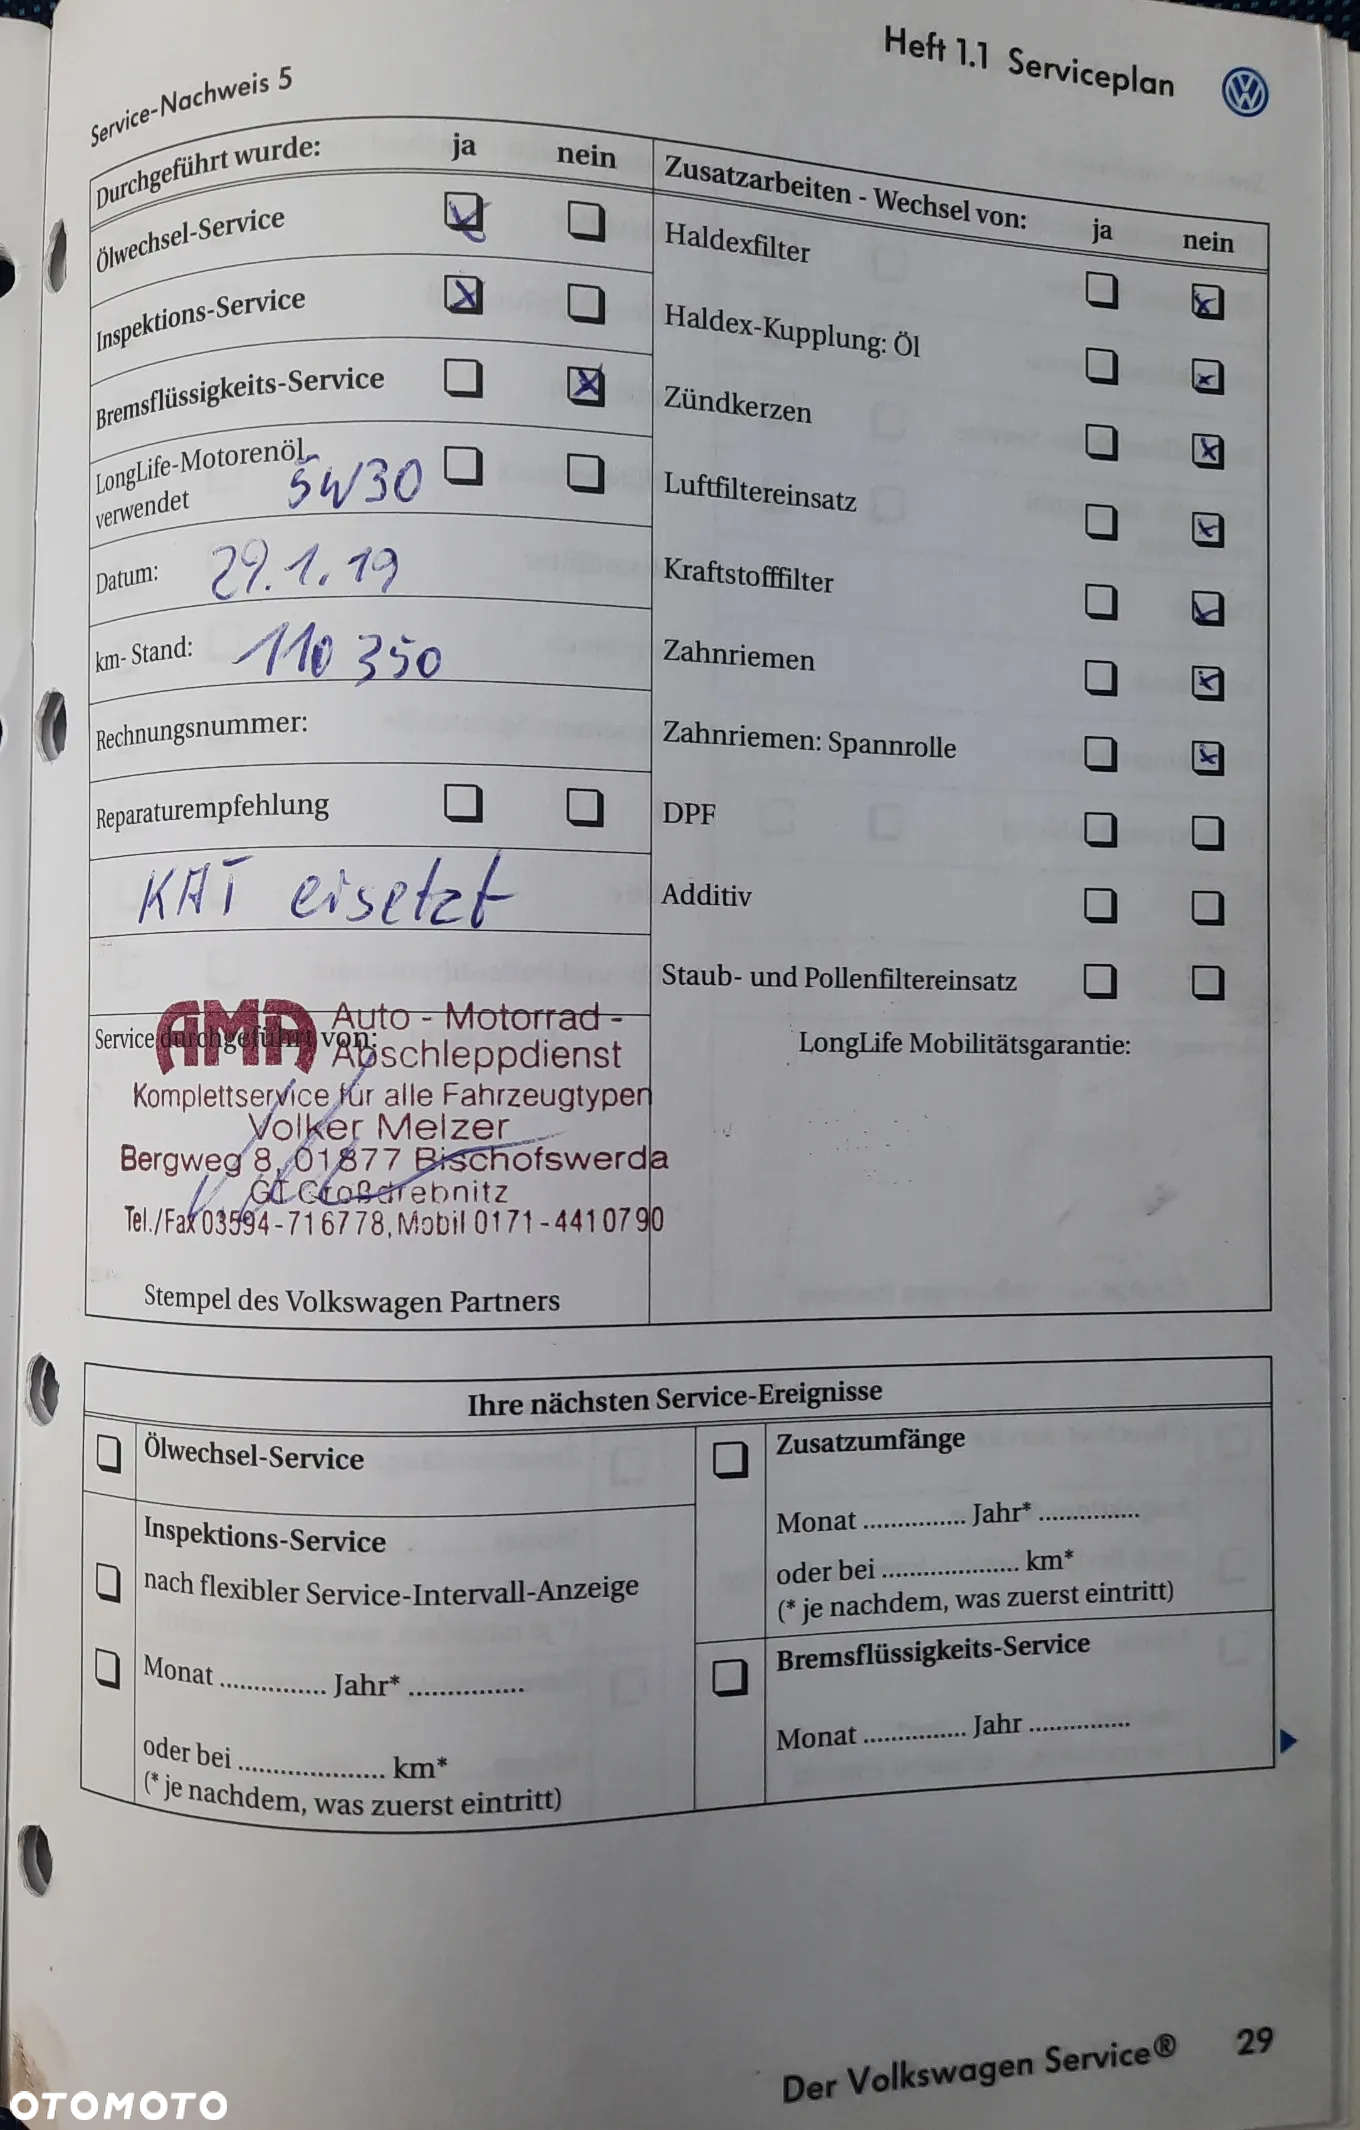 Heft 1.1 Serviceplan
Service-Nachweis 5
Durchgeführt wurde: ja nein
Ölwechsel-Service
Inspektions-Service
Bremsflüssigkeits-Service
LongLife-Motorenöl
verwendet 5W30
Datum: 29.1.19
km- Stand: 110 350
Rechnungsnummer:
Reparaturempfehlung
KAT ersetzt
Service durchgeführt von:
AMA Auto - Motorrad -
Abschleppdienst
Komplettservice für alle Fahrzeugtypen
Volker Melzer
Bergweg 8, 01877 Bischofswerda
GT Großdrebnitz
Tel./Fax 03594-716778, Mobil 0171-4410790
Stempel des Volkswagen Partners
Zusatzarbeiten - Wechsel von: ja nein
Haldexfilter
Haldex-Kupplung: Öl
Zündkerzen
Luftfiltereinsatz
Kraftstofffilter
Zahnriemen
Zahnriemen: Spannrolle
DPF
Additiv
Staub- und Pollenfiltereinsatz
LongLife Mobilitätsgarantie:
Ihre nächsten Service-Ereignisse
Ölwechsel-Service
Inspektions-Service
nach flexibler Service-Intervall-Anzeige
Monat ............... Jahr* ................
oder bei ..................... km*
(* je nachdem, was zuerst eintritt)
Zusatzumfänge
Monat ............... Jahr* ...............
oder bei .................... km*
(* je nachdem, was zuerst eintritt)
Bremsflüssigkeits-Service
Monat ............... Jahr ...............
Der Volkswagen Service® 29
OTOMOTO